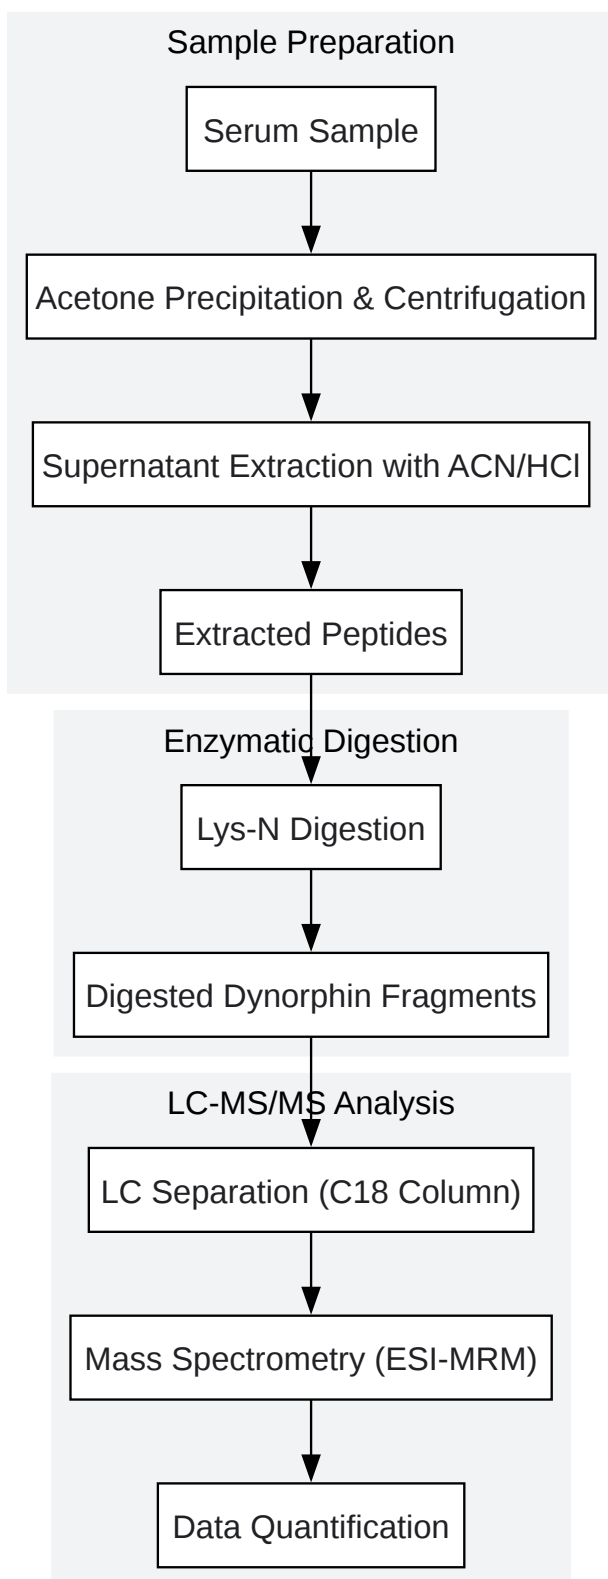 Sample Preparation
Serum Sample
Acetone Precipitation & Centrifugation
Supernatant Extraction with ACN/HCl
Extracted Peptides
Enzymatic Digestion
Lys-N Digestion
Digested Dynorphin Fragments
LC-MS/MS Analysis
LC Separation (C18 Column)
Mass Spectrometry (ESI-MRM)
Data Quantification